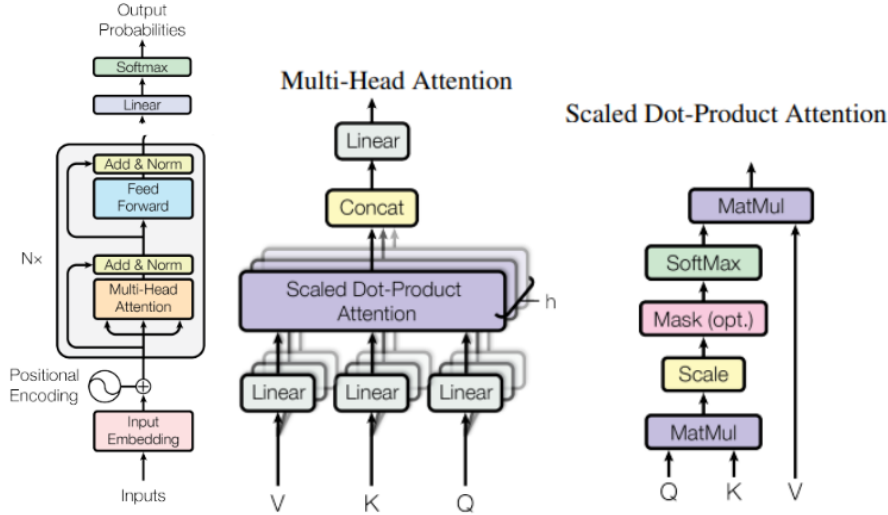 Output
Probabilities
Softmax
Linear
Add & Norm
Feed
Forward
Nx
Add & Norm
Multi-Head
Attention
Positional
Encoding
Input
Embedding
Inputs
Multi-Head Attention
Linear
Concat
Scaled Dot-Product
Attention
h
Linear
Linear
Linear
V
K
Q
Scaled Dot-Product Attention
MatMul
SoftMax
Mask (opt.)
Scale
MatMul
Q
K
V